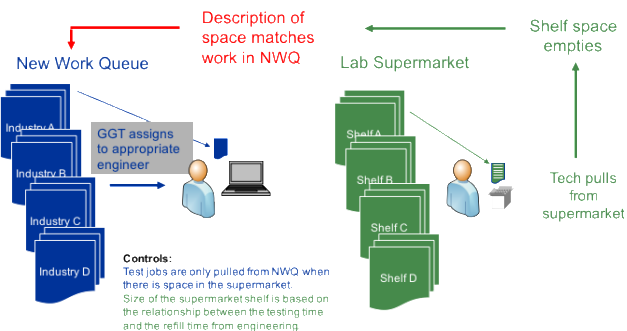 Description of
space matches
work in NWQ
Shelf space
empties
New Work Queue
Lab Supermarket
Industry A
Industry B
Industry C
Industry D
GGT assigns
to appropriate
engineer
Shelf A
Shelf B
Shelf C
Shelf D
Tech pulls
from
supermarket
Controls:
Test jobs are only pulled from NWQ when
there is space in the supermarket.
Size of the supermarket shelf is based on
the relationship between the testing time
and the refill time from engineering.